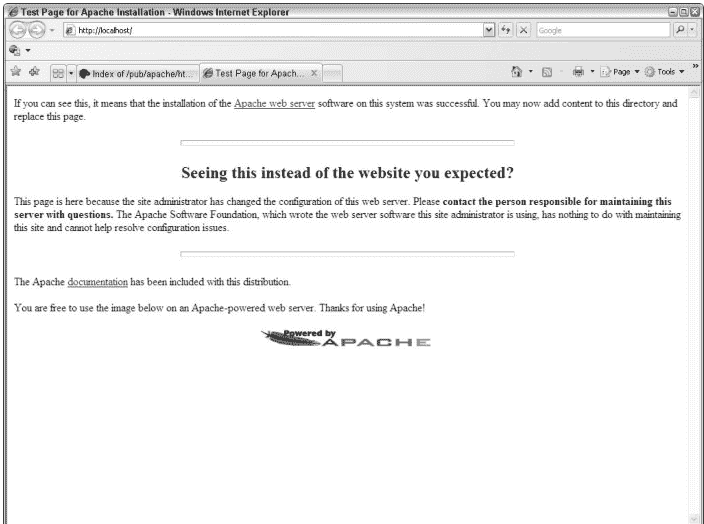 Test Page for Apache Installation - Windows Internet Explorer
http://localhost/
Google
Index of /pub/apache/ht...
Test Page for Apach...
Page
Tools
If you can see this, it means that the installation of the Apache web server software on this system was successful. You may now add content to this directory and
replace this page.
Seeing this instead of the website you expected?
This page is here because the site administrator has changed the configuration of this web server. Please contact the person responsible for maintaining this
server with questions. The Apache Software Foundation, which wrote the web server software this site administrator is using, has nothing to do with maintaining
this site and cannot help resolve configuration issues.
The Apache documentation has been included with this distribution.
You are free to use the image below on an Apache-powered web server. Thanks for using Apache!
Powered by
APACHE